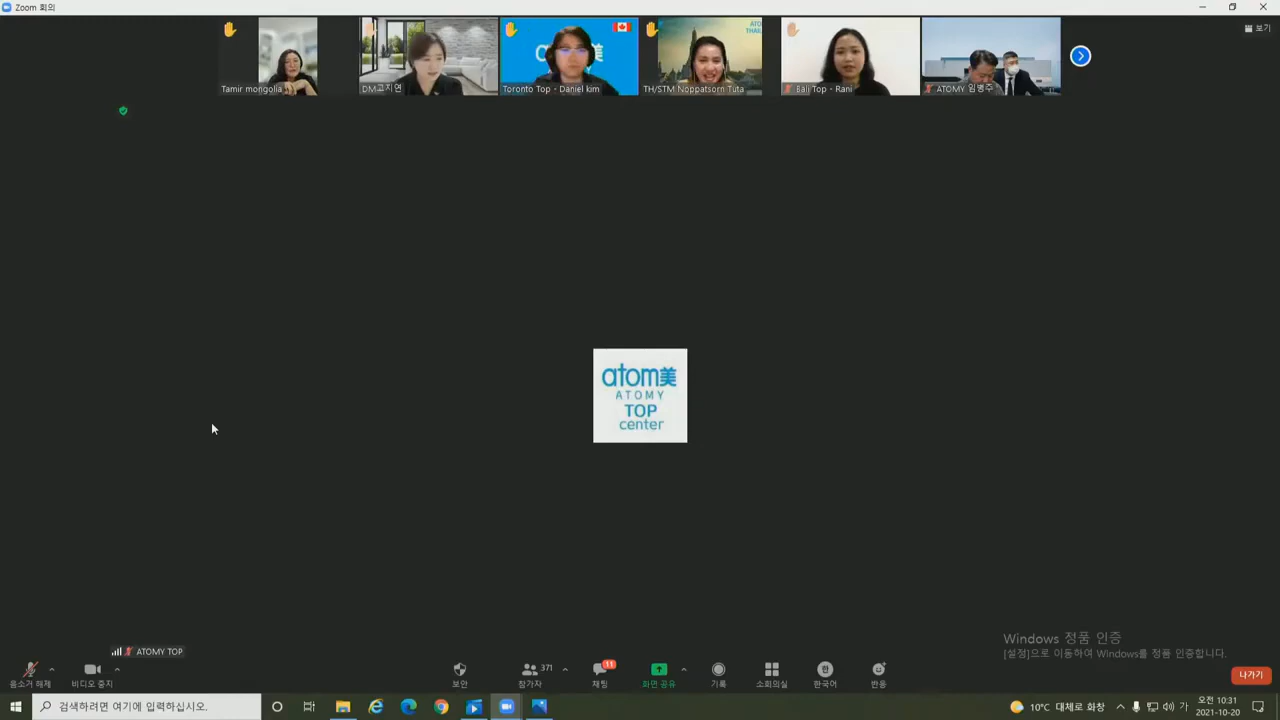 Zoom 회의
보기
ATO
THAIL
Tamir mongolia
DM고지연
Toronto Top - Daniel kim
TH/STM Noppatsorn Tuta
Bali Top - Rani
ATOMY 임병주
atom美
ATOMY
TOP
center
Windows 정품 인증
[설정]으로 이동하여 Windows를 정품 인증합니다.
ATOMY TOP
371
11
음소거 해제
비디오 중지
보안
참가자
채팅
화면 공유
기록
소회의실
한국어
반응
나가기
검색하려면 여기에 입력하십시오.
10°C 대체로 화창
가
오전 10:31
2021-10-20